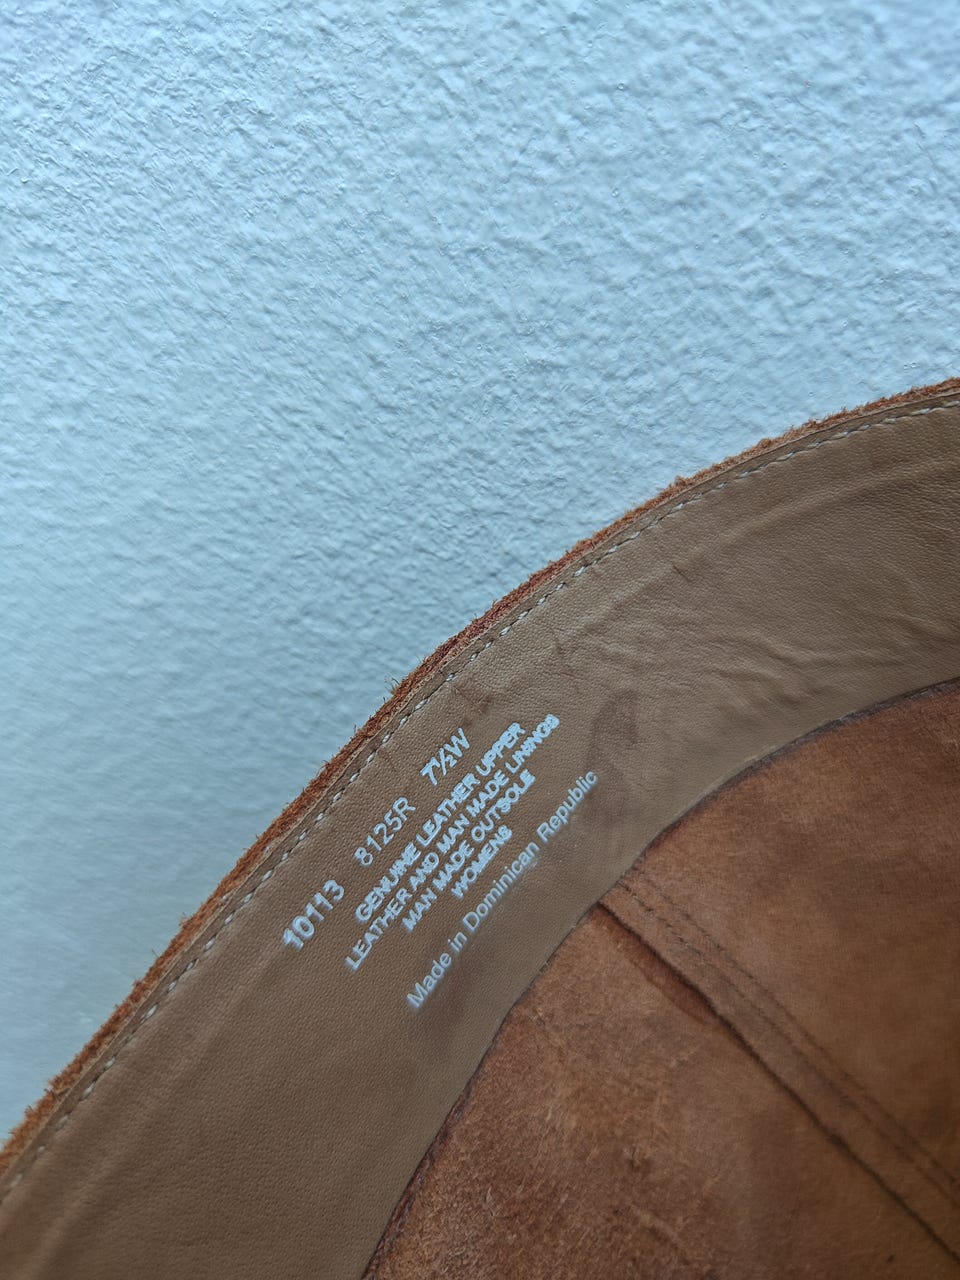 10113 8125R 7½W
GENUINE LEATHER UPPER
LEATHER AND MAN MADE LININGS
MAN MADE OUTSOLE
WOMENS
Made in Dominican Republic